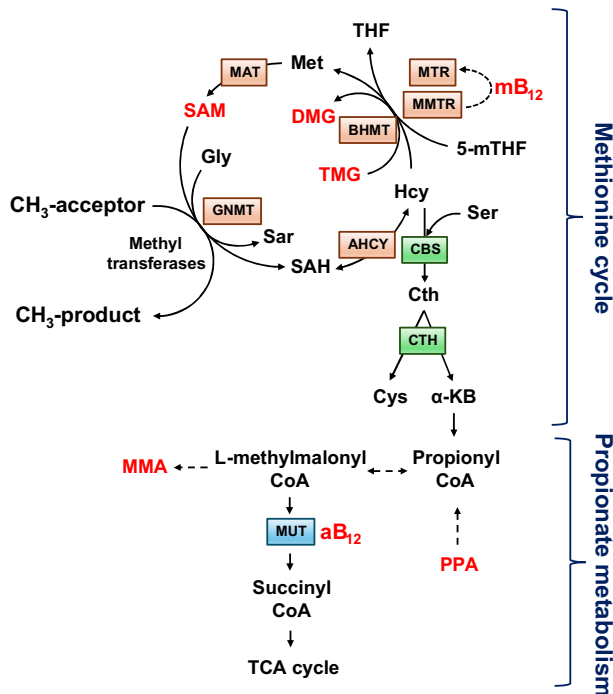 THF
MAT
Met
MTR
SAM
MMTR
mB₁₂
DMG
BHMT
5-mTHF
Gly
TMG
Hcy
CH₃-acceptor
GNMT
Ser
Sar
Methyl
transferases
SAH
AHCY
CBS
Cth
CH₃-product
CTH
Cys
α-KB
Methionine cycle
MMA
L-methylmalonyl
CoA
Propionyl
CoA
MUT
aB₁₂
PPA
Succinyl
CoA
TCA cycle
Propionate metabolism